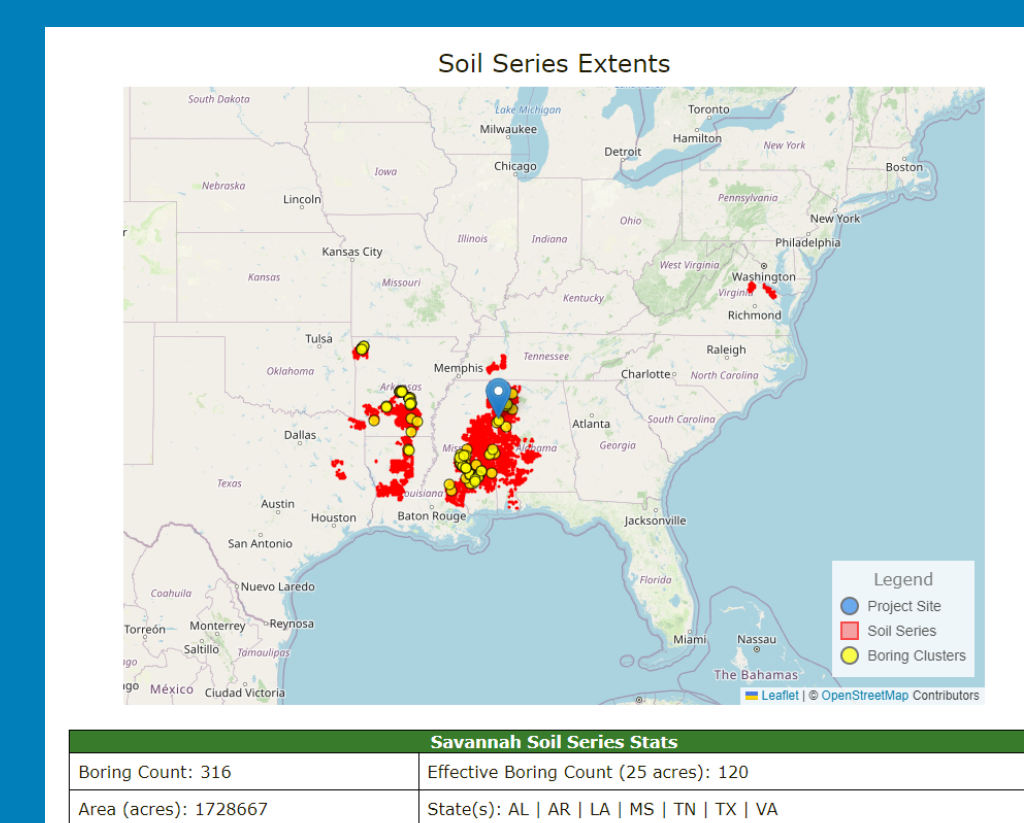 Soil Series Extents
South Dakota
Lake Michigan
Toronto
Milwaukee
Hamilton
New York
Detroit
Chicago
Boston
Iowa
Nebraska
Lincoln
Pennsylvania
New York
Ohio
Illinois
Indiana
Philadelphia
Kansas City
West Virginia
Washington
Kansas
Missouri
Virginia
Kentucky
Richmond
Tulsa
Raleigh
Tennessee
Memphis
Oklahoma
Charlotte
North Carolina
Arkansas
Atlanta
South Carolina
Dallas
Georgia
Texas
Austin
Baton Rouge
Houston
Jacksonville
San Antonio
Florida
Nuevo Laredo
Coahuila
Reynosa
Monterrey
Torreón
Miami
Nassau
Saltillo
Tamaulipas
The Bahamas
México
Ciudad Victoria
Legend
Project Site
Soil Series
Boring Clusters
Leaflet | © OpenStreetMap Contributors
Savannah Soil Series Stats
Boring Count: 316
Effective Boring Count (25 acres): 120
Area (acres): 1728667
State(s): AL | AR | LA | MS | TN | TX | VA